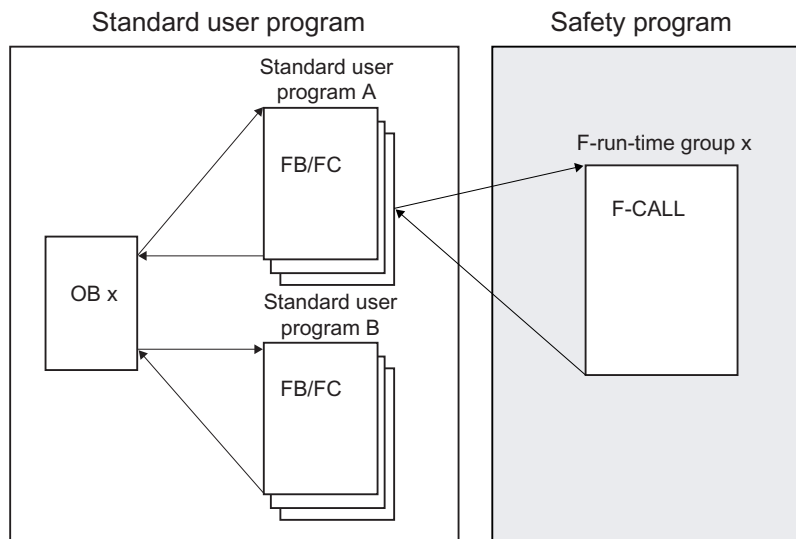 Standard user program
Safety program
Standard user
program A
FB/FC
F-run-time group x
F-CALL
OB x
Standard user
program B
FB/FC